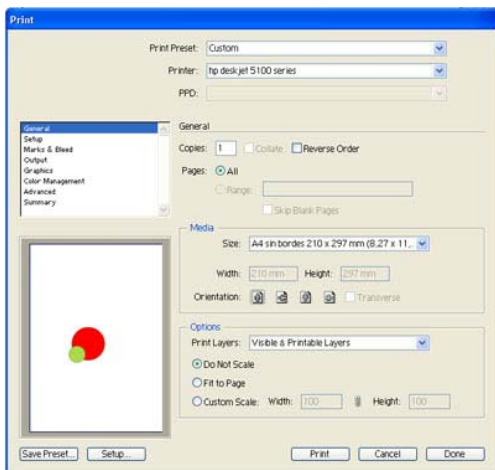 Print
Print Preset: Custom
Printer: hp deskjet 5100 series
PPD:
General
Setup
Marks & Bleed
Output
Graphics
Color Management
Advanced
Summary
General
Copies: 1 Collate Reverse Order
Pages: All
Range:
Skip Blank Pages
Media
Size: A4 sin bordes 210 x 297 mm (8,27 x 11,
Width: 210 mm Height: 297 mm
Orientation: Transverse
Options
Print Layers: Visible & Printable Layers
Do Not Scale
Fit to Page
Custom Scale: Width: 100 Height: 100
Save Preset... Setup... Print Cancel Done